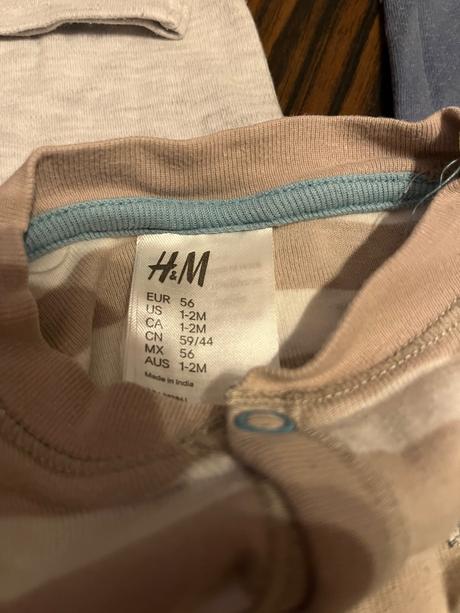 H&M
EUR 56
US 1-2M
CA 1-2M
CN 59/44
MX 56
AUS 1-2M
Made in India